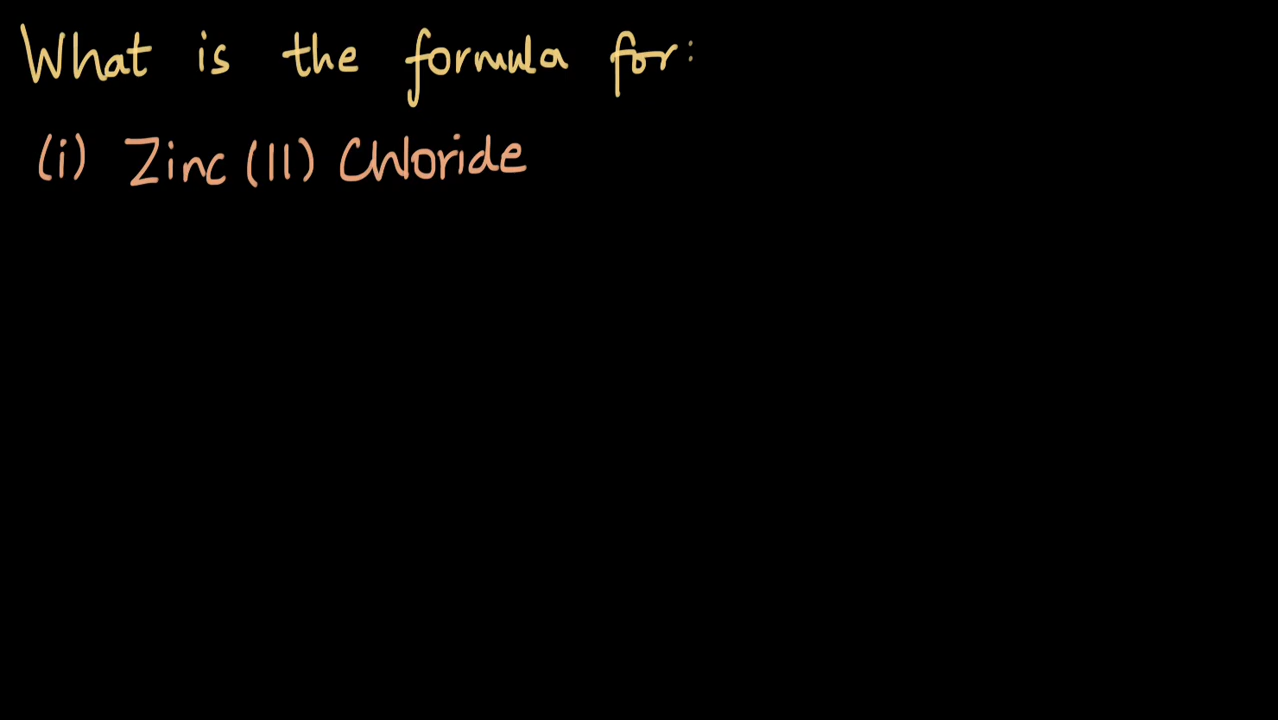 What is the formula for:
(i) Zinc (II) Chloride